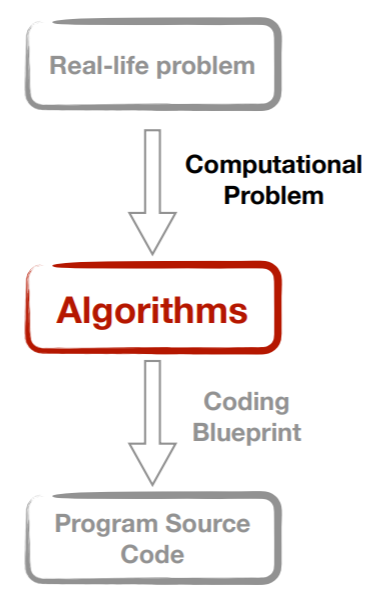 Real-life problem
Computational
Problem
Algorithms
Coding
Blueprint
Program Source
Code